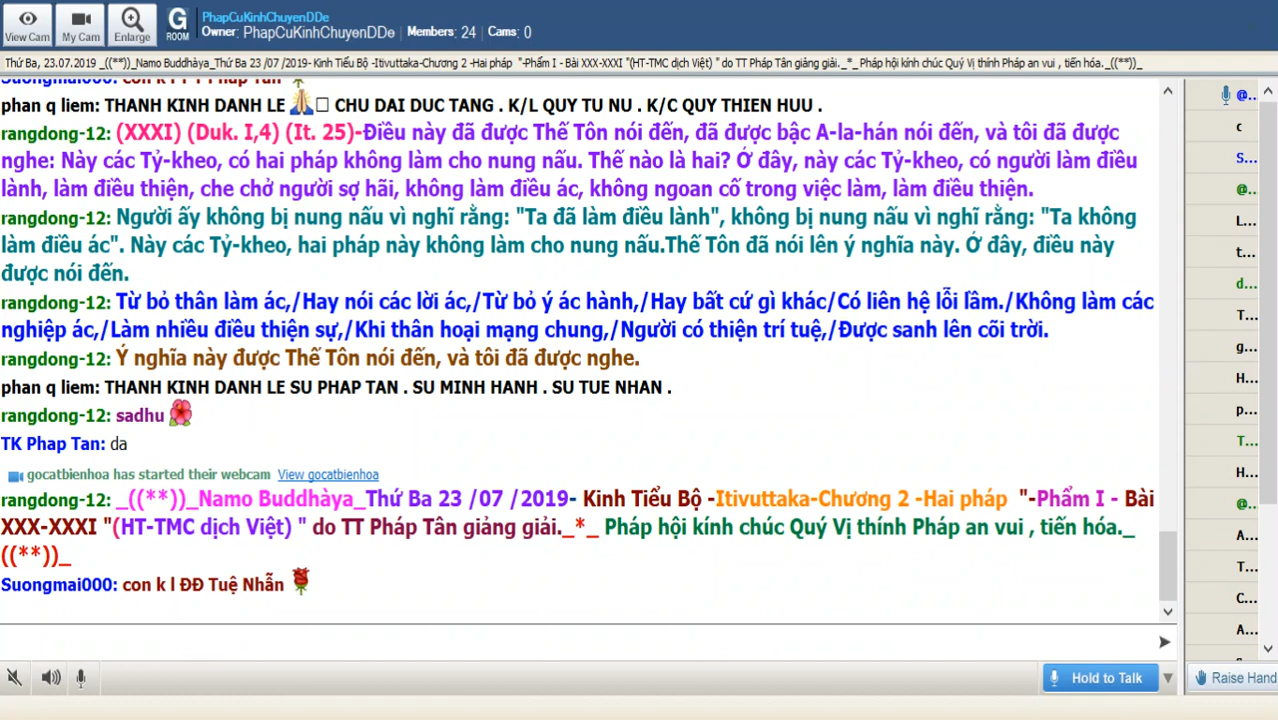 View Cam
My Cam
Enlarge
G
ROOM
PhapCuKinhChuyenDDe
Owner: PhapCuKinhChuyenDDe Members: 24 Cams: 0
Thứ Ba, 23.07.2019 _((**))_Namo Buddhàya_Thứ Ba 23 /07 /2019- Kinh Tiểu Bộ -Itivuttaka-Chương 2 -Hai pháp "-Phẩm I - Bài XXX-XXXI "(HT-TMC dịch Việt) " do TT Pháp Tân giảng giải._*_ Pháp hội kính chúc Quý Vị thính Pháp an vui , tiến hóa._((**))_
phan q liem: THANH KINH DANH LE CHU DAI DUC TANG . K/L QUY TU NU . K/C QUY THIEN HUU .
rangdong-12: (XXXI) (Duk. I,4) (It. 25)-Điều này đã được Thế Tôn nói đến, đã được bậc A-la-hán nói đến, và tôi đã được
nghe: Này các Tỷ-kheo, có hai pháp không làm cho nung nấu. Thế nào là hai? Ở đây, này các Tỷ-kheo, có người làm điều
lành, làm điều thiện, che chở người sợ hãi, không làm điều ác, không ngoan cố trong việc làm, làm điều thiện.
rangdong-12: Người ấy không bị nung nấu vì nghĩ rằng: "Ta đã làm điều lành", không bị nung nấu vì nghĩ rằng: "Ta không
làm điều ác". Này các Tỷ-kheo, hai pháp này không làm cho nung nấu.Thế Tôn đã nói lên ý nghĩa này. Ở đây, điều này
được nói đến.
rangdong-12: Từ bỏ thân làm ác,/Hay nói các lời ác,/Từ bỏ ý ác hành,/Hay bất cứ gì khác/Có liên hệ lỗi lầm./Không làm các
nghiệp ác,/Làm nhiều điều thiện sự,/Khi thân hoại mạng chung,/Người có thiện trí tuệ,/Được sanh lên cõi trời.
rangdong-12: Ý nghĩa này được Thế Tôn nói đến, và tôi đã được nghe.
phan q liem: THANH KINH DANH LE SU PHAP TAN . SU MINH HANH . SU TUE NHAN .
rangdong-12: sadhu
TK Phap Tan: da
gocatbienhoa has started their webcam View gocatbienhoa
rangdong-12: _((**))_Namo Buddhàya_Thứ Ba 23 /07 /2019- Kinh Tiểu Bộ -Itivuttaka-Chương 2 -Hai pháp "-Phẩm I - Bài
XXX-XXXI "(HT-TMC dịch Việt) " do TT Pháp Tân giảng giải._*_ Pháp hội kính chúc Quý Vị thính Pháp an vui , tiến hóa._
((**))_
Suongmai000: con k l ĐĐ Tuệ Nhẫn
@...
c
S...
@...
L...
t...
d...
T...
g...
H...
p...
T...
H...
@...
A...
T...
C...
A...
Hold to Talk
Raise Hand